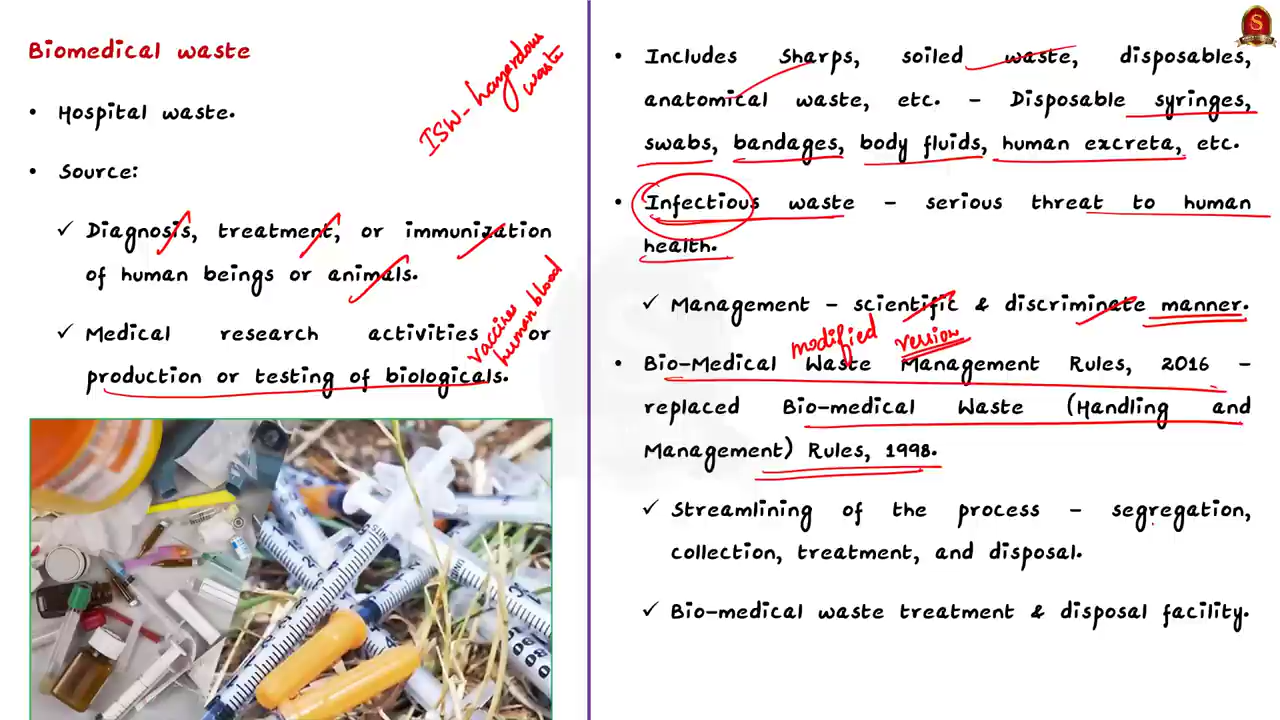 Biomedical waste
• Hospital waste.
• Source:
✓ Diagnosis, treatment, or immunization
of human beings or animals.
✓ Medical research activities or
production or testing of biologicals.
ISW - hazardous
waste
vaccines
human blood
• Includes Sharps, soiled waste, disposables,
anatomical waste, etc. - Disposable syringes,
swabs, bandages, body fluids, human excreta, etc.
• Infectious waste - serious threat to human
health.
✓ Management - scientific & discriminate manner.
modified version
• Bio-Medical Waste Management Rules, 2016 -
replaced Bio-medical Waste (Handling and
Management) Rules, 1998.
✓ Streamlining of the process - segregation,
collection, treatment, and disposal.
✓ Bio-medical waste treatment & disposal facility.
S